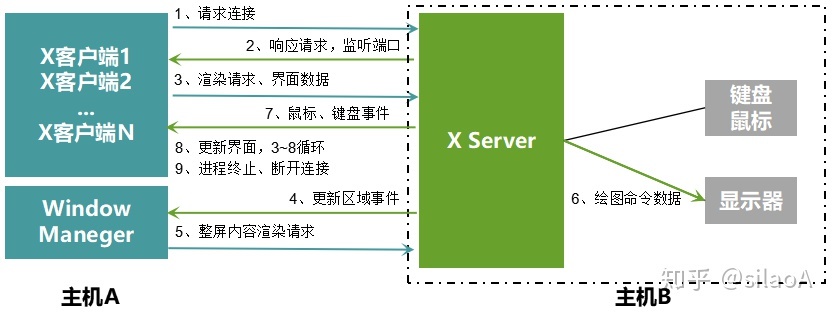 X客户端1
X客户端2
...
X客户端N
1、请求连接
2、响应请求，监听端口
3、渲染请求、界面数据
7、鼠标、键盘事件
8、更新界面，3~8循环
9、进程终止、断开连接
Window
Maneger
4、更新区域事件
5、整屏内容渲染请求
X Server
键盘
鼠标
6、绘图命令数据
显示器
主机A
主机B
知乎 @silaoA